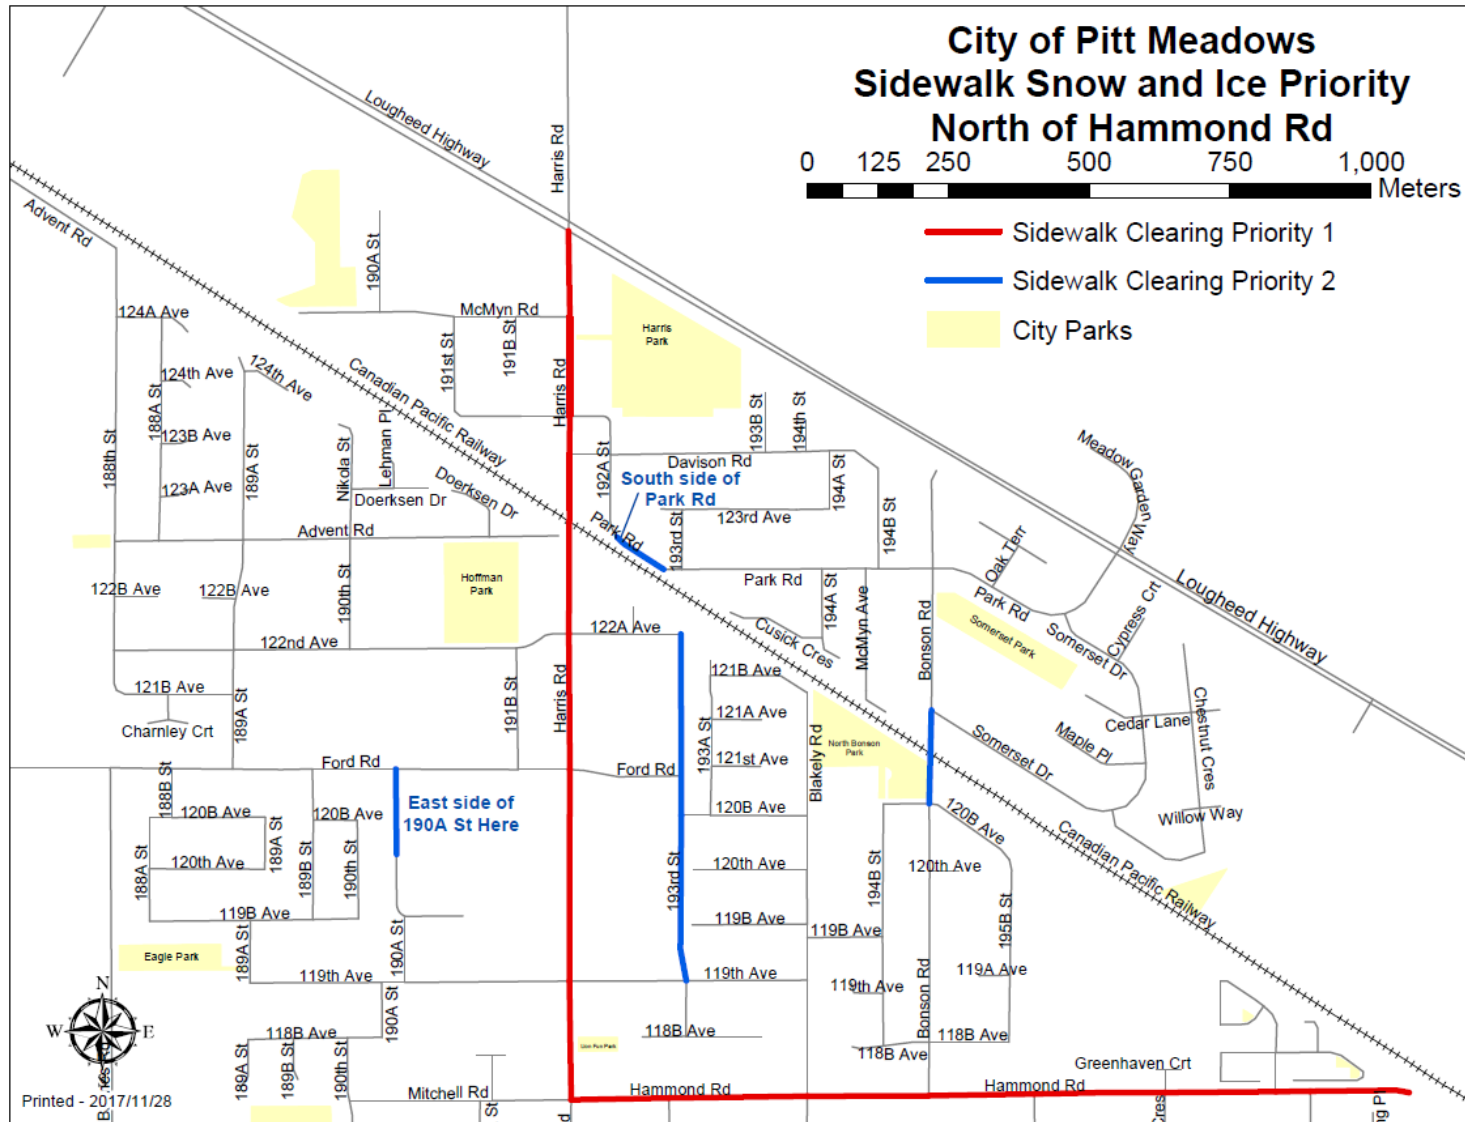 City of Pitt Meadows
Sidewalk Snow and Ice Priority
North of Hammond Rd
0 125 250 500 750 1,000
Meters
Sidewalk Clearing Priority 1
Sidewalk Clearing Priority 2
City Parks
Lougheed Highway
Harris Rd
Advent Rd
190A St
McMyn Rd
124A Ave
191st St
191B St
Harris Park
Harris Rd
Canadian Pacific Railway
124th Ave
124th Ave
188A St
188th St
123B Ave
189A St
Nikola St
Lehman Pl
193B St
194th St
Meadow Garden Way
Davison Rd
192A St
194A St
South side of
Park Rd
123A Ave
Doerksen Dr
Doerksen Dr
Advent Rd
Park Rd
193rd St
123rd Ave
194B St
Oak Terr
Lougheed Highway
122B Ave
122B Ave
190th St
Hoffman
Park
Park Rd
194A St
McMyn Ave
Bonson Rd
Park Rd
Somerset Park
Somerset Dr
Cypress Crt
122nd Ave
122A Ave
Cusick Cres
121B Ave
189A St
Charnley Crt
191B St
Harris Rd
121B Ave
121A Ave
193A St
121st Ave
Blakely Rd
North Bonson
Park
Somerset Dr
Cedar Lane
Maple Pl
Chestnut Cres
Willow Way
Ford Rd
Ford Rd
188B St
120B Ave
189A St
120B Ave
East side of
190A St Here
120B Ave
120B Ave
Canadian Pacific Railway
188A St
120th Ave
189B St
190th St
193rd St
120th Ave
194B St
120th Ave
119B Ave
119B Ave
119B Ave
195B St
Eagle Park
189A St
190A St
119th Ave
119th Ave
119th Ave
119A Ave
Bonson Rd
N
W
E
118B Ave
190A St
118B Ave
118B Ave
118B Ave
189A St
189B St
190th St
Mitchell Rd
Hammond Rd
Hammond Rd
Greenhaven Crt
Printed - 2017/11/28
St
Cres